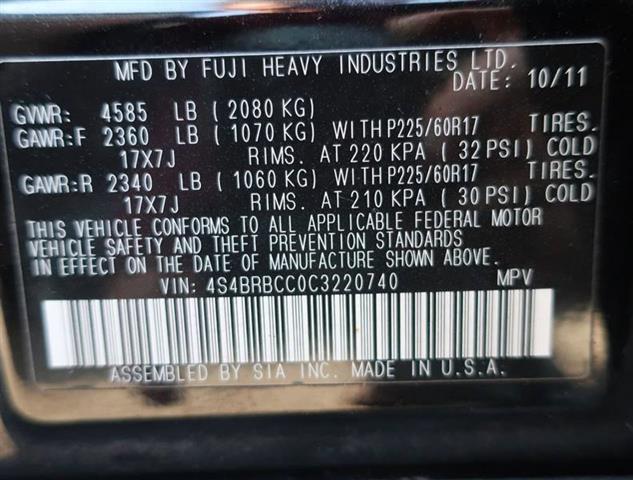 MFD BY FUJI HEAVY INDUSTRIES LTD.
DATE: 10/11
GVWR: 4585 LB ( 2080 KG)
GAWR:F 2360 LB ( 1070 KG) WITH P225/60R17 TIRES.
17X7J RIMS. AT 220 KPA ( 32 PSI) COLD
GAWR:R 2340 LB ( 1060 KG) WITH P225/60R17 TIRES.
17X7J RIMS. AT 210 KPA ( 30 PSI) COLD
THIS VEHICLE CONFORMS TO ALL APPLICABLE FEDERAL MOTOR
VEHICLE SAFETY AND THEFT PREVENTION STANDARDS
IN EFFECT ON THE DATE OF MANUFACTURE SHOWN ABOVE.
VIN: 4S4BRBCC0C3220740 MPV
ASSEMBLED BY SIA INC. MADE IN U.S.A.